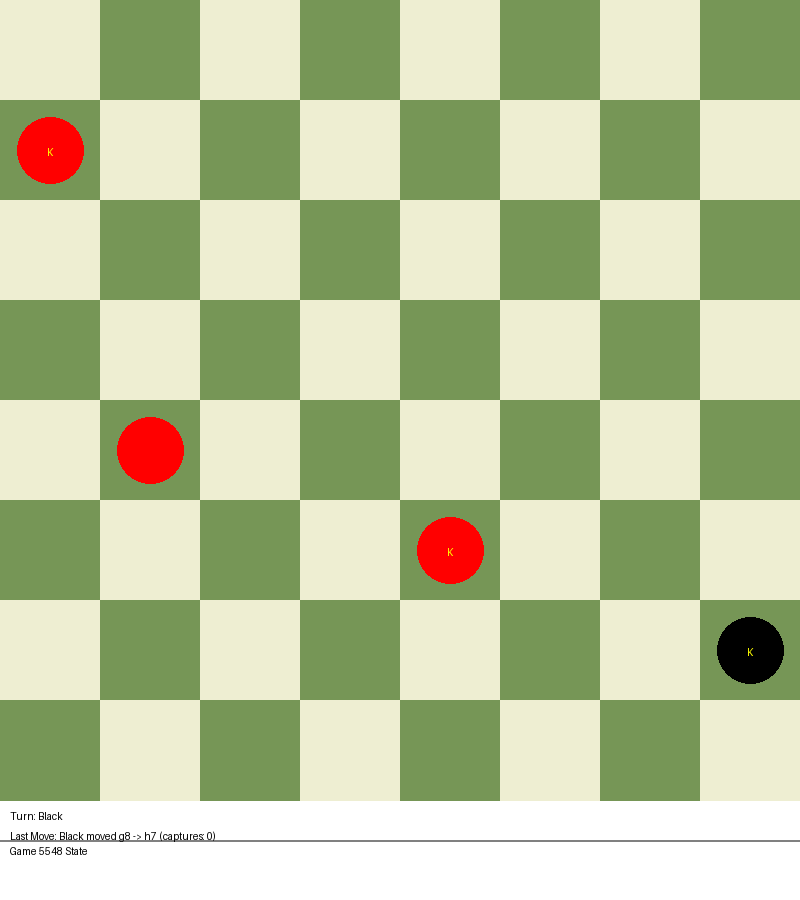 K
K
K
Turn: Black
Last Move: Black moved g8 -> h7 (captures: 0)
Game 5548 State